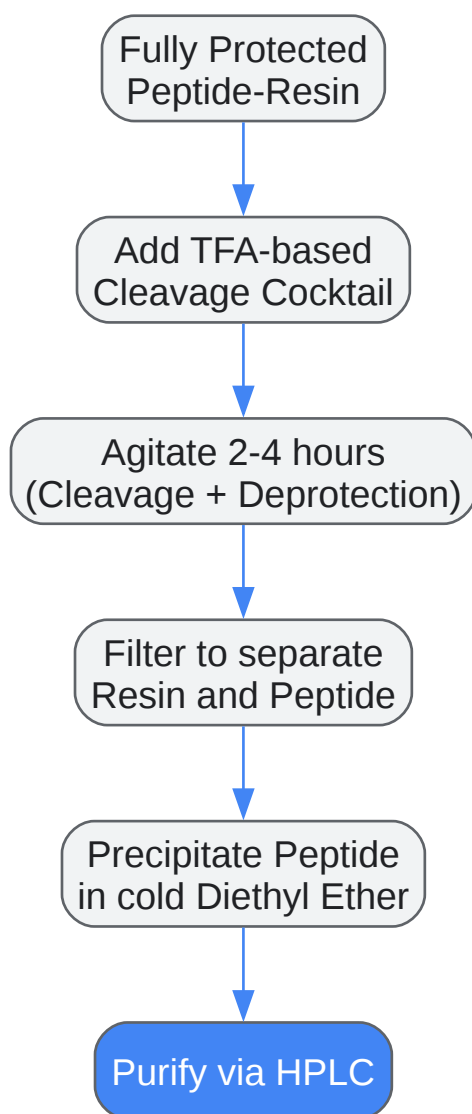 Fully Protected
Peptide-Resin
Add TFA-based
Cleavage Cocktail
Agitate 2-4 hours
(Cleavage + Deprotection)
Filter to separate
Resin and Peptide
Precipitate Peptide
in cold Diethyl Ether
Purify via HPLC